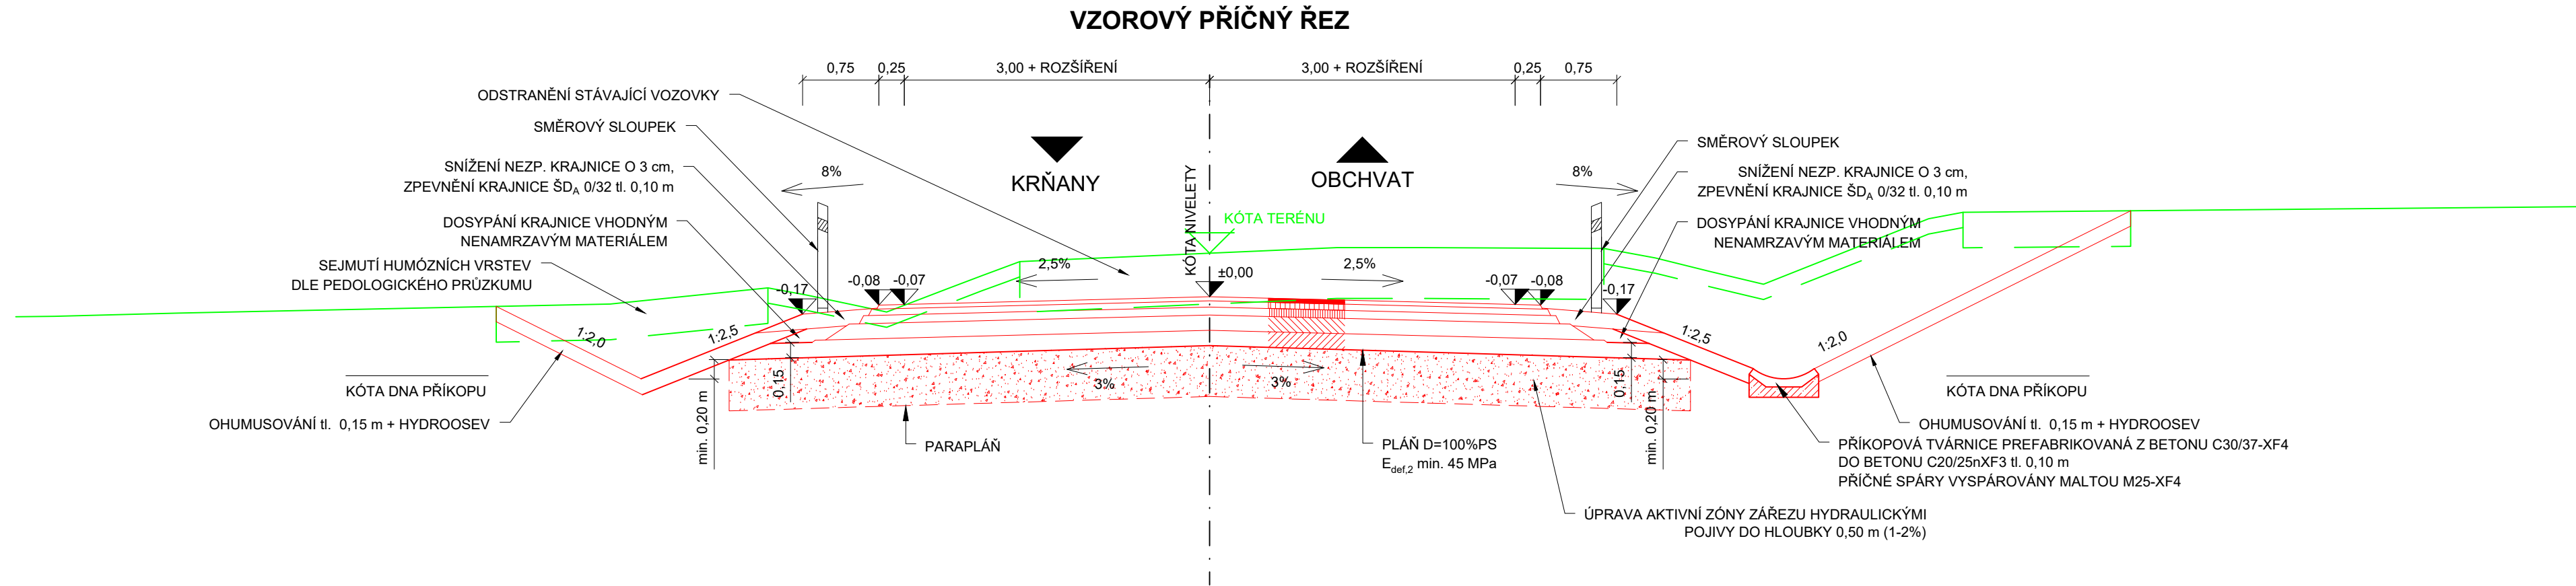 VZOROVÝ PŘÍČNÝ ŘEZ
0,75 0,25 3,00 + ROZŠÍŘENÍ 3,00 + ROZŠÍŘENÍ 0,25 0,75
ODSTRANĚNÍ STÁVAJÍCÍ VOZOVKY
SMĚROVÝ SLOUPEK
SNÍŽENÍ NEZP. KRAJNICE O 3 cm,
ZPEVNĚNÍ KRAJNICE ŠDA 0/32 tl. 0,10 m
DOSYPÁNÍ KRAJNICE VHODNÝM
NENAMRZAVÝM MATERIÁLEM
SEJMUTÍ HUMÓZNÍCH VRSTEV
DLE PEDOLOGICKÉHO PRŮZKUMU
8%
KRŇANY
OBCHVAT
8%
KÓTA NIVELETY
KÓTA TERÉNU
SMĚROVÝ SLOUPEK
SNÍŽENÍ NEZP. KRAJNICE O 3 cm,
ZPEVNĚNÍ KRAJNICE ŠDA 0/32 tl. 0,10 m
DOSYPÁNÍ KRAJNICE VHODNÝM
NENAMRZAVÝM MATERIÁLEM
2,5%
2,5%
-0,17
-0,08
-0,07
±0,00
-0,07
-0,08
-0,17
1:2,0
1:2,5
1:2,5
1:2,0
KÓTA DNA PŘÍKOPU
OHUMUSOVÁNÍ tl. 0,15 m + HYDROOSEV
min. 0,20 m
0,15
3%
3%
0,15
min. 0,20 m
PARAPLÁŇ
PLÁŇ D=100%PS
Edef,2 min. 45 MPa
KÓTA DNA PŘÍKOPU
OHUMUSOVÁNÍ tl. 0,15 m + HYDROOSEV
PŘÍKOPOVÁ TVÁRNICE PREFABRIKOVANÁ Z BETONU C30/37-XF4
DO BETONU C20/25nXF3 tl. 0,10 m
PŘÍČNÉ SPÁRY VYSPÁROVÁNY MALTOU M25-XF4
ÚPRAVA AKTIVNÍ ZÓNY ZÁŘEZU HYDRAULICKÝMI
POJIVY DO HLOUBKY 0,50 m (1-2%)